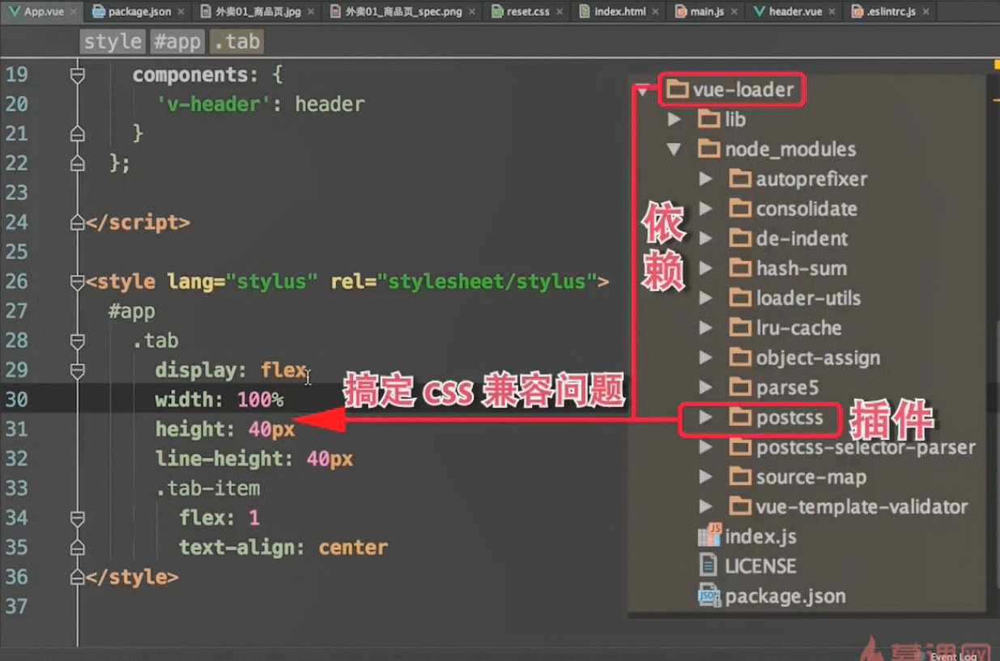 App.vue package.json 外卖01_商品页.jpg 外卖01_商品页_spec.png reset.css index.html main.js header.vue .eslintrc.js
style #app .tab
19 components: {
20 'v-header': header
21 }
22 };
23
24 </script>
25
26 <style lang="stylus" rel="stylesheet/stylus">
27 #app
28 .tab
29 display: flex
30 width: 100%
31 height: 40px
32 line-height: 40px
33 .tab-item
34 flex: 1
35 text-align: center
36 </style>
37
搞定 css 兼容问题
依
赖
vue-loader
lib
node_modules
autoprefixer
consolidate
de-indent
hash-sum
loader-utils
lru-cache
object-assign
parse5
postcss 插件
postcss-selector-parser
source-map
vue-template-validator
index.js
LICENSE
package.json
慕课网
Event Log